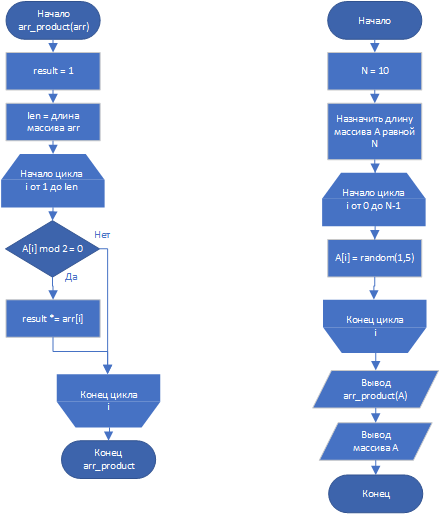 Начало
arr_product(arr)
result = 1
len = длина
массива arr
Начало цикла
i от 1 до len
A[i] mod 2 = 0
Нет
Да
result *= arr[i]
Конец цикла
i
Конец
arr_product
Начало
N = 10
Назначить длину
массива А равной
N
Начало цикла
i от 0 до N-1
A[i] = random(1,5)
Конец цикла
i
Вывод
arr_product(A)
Вывод
массива А
Конец